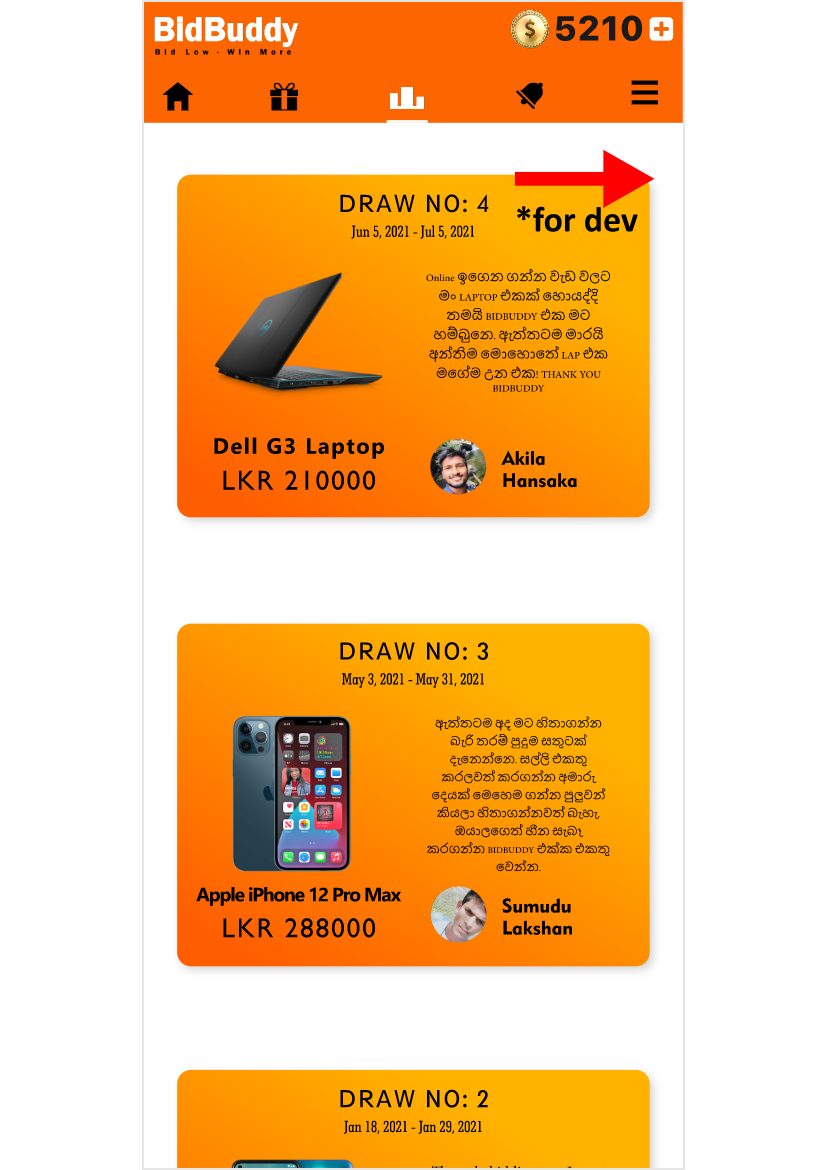 BidBuddy
Bid Low - Win More
5210
DRAW NO: 4
*for dev
Jun 5, 2021 - Jul 5, 2021
Online ඉගෙන ගන්න වැඩ වලට
මං LAPTOP එකක් හොයද්දි
තමයි BIDBUDDY එක මට
හම්බුනෙ. ඇත්තටම මාරයි
අන්තිම මොහොතේ LAP එක
මගේම උන එක! THANK YOU
BIDBUDDY
Dell G3 Laptop
LKR 210000
Akila
Hansaka
DRAW NO: 3
May 3, 2021 - May 31, 2021
ඇත්තටම අද මට හිතාගන්න
බැරි තරම් පුදුම සතුටක්
දැනෙන්නෙ. සල්ලි එකතු
කරලවත් කරගන්න අමාරු
දෙයක් මෙහෙම ගන්න පුලුවන්
කියලා හිතාගන්නවත් බැහැ.
ඔයාලගෙත් හීන සැබෑ
කරගන්න BIDBUDDY එක්ක එකතු
වෙන්න.
Apple iPhone 12 Pro Max
LKR 288000
Sumudu
Lakshan
DRAW NO: 2
Jan 18, 2021 - Jan 29, 2021